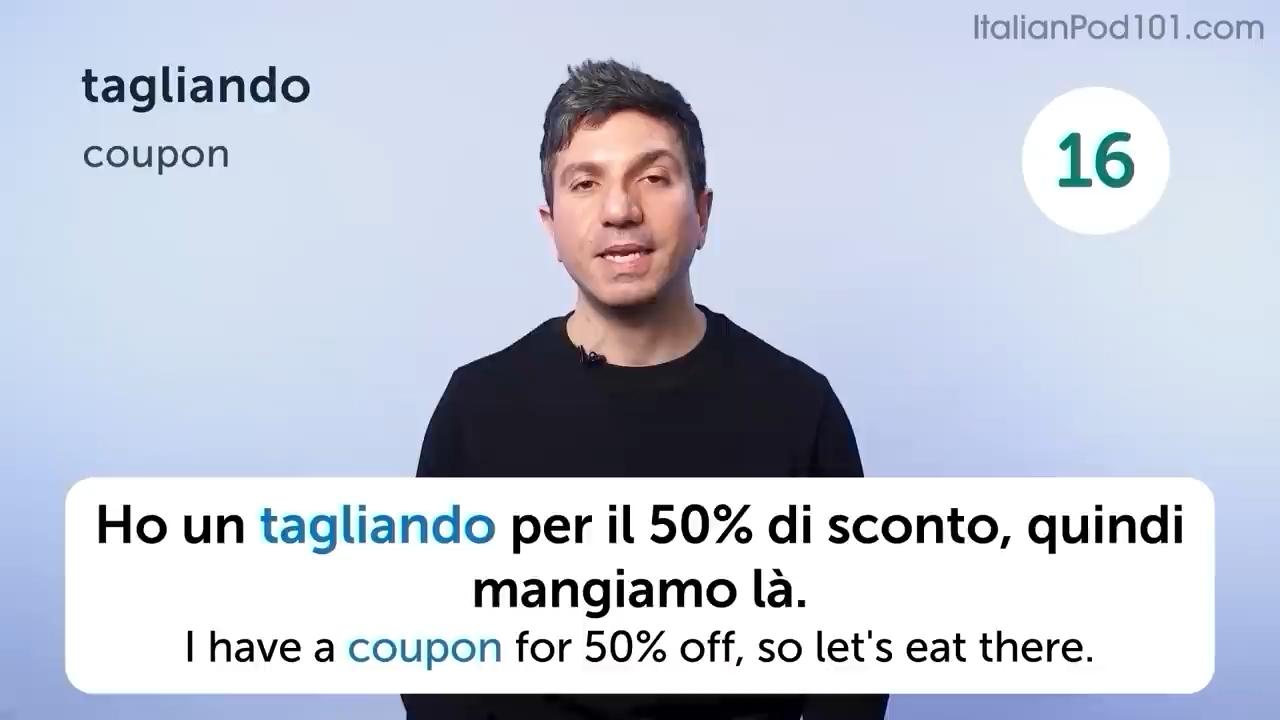 ItalianPod101.com
tagliando
coupon
16
Ho un tagliando per il 50% di sconto, quindi
mangiamo là.
I have a coupon for 50% off, so let's eat there.